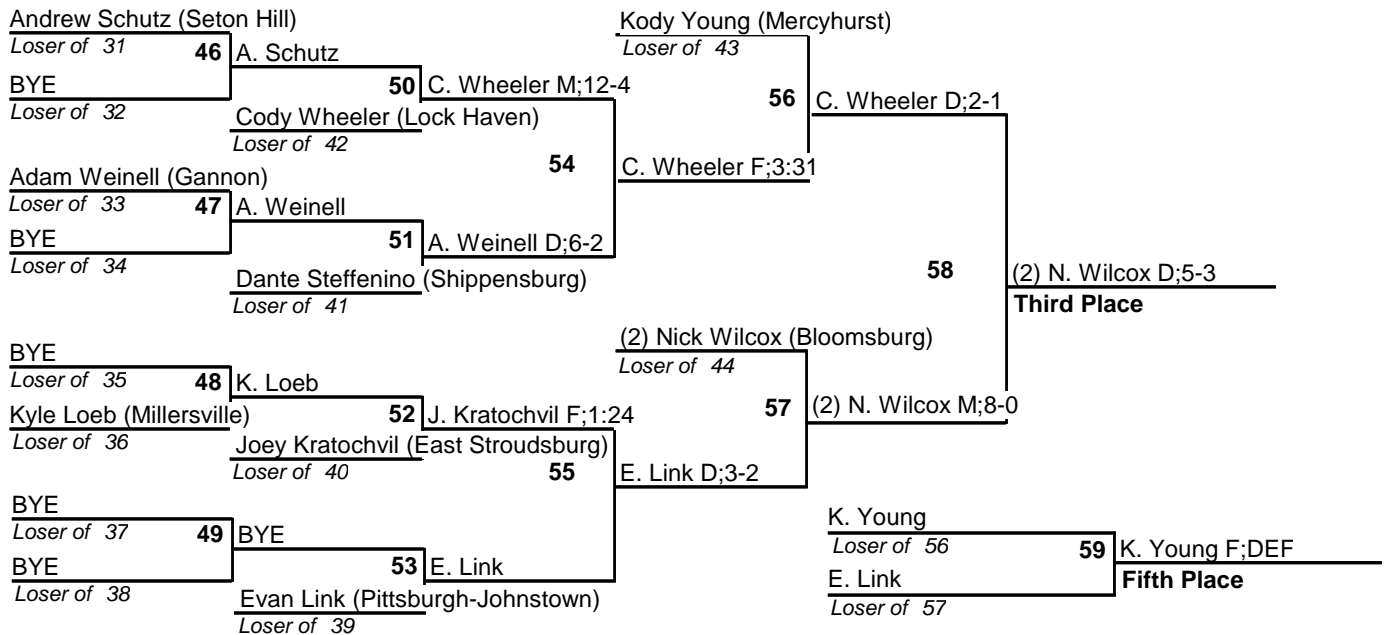 Andrew Schutz (Seton Hill)
Loser of 31
46
A. Schutz
BYE
Loser of 32
50
C. Wheeler M;12-4
Cody Wheeler (Lock Haven)
Loser of 42
Adam Weinell (Gannon)
Loser of 33
47
A. Weinell
BYE
Loser of 34
51
A. Weinell D;6-2
Dante Steffenino (Shippensburg)
Loser of 41
54
Kody Young (Mercyhurst)
Loser of 43
56
C. Wheeler D;2-1
C. Wheeler F;3:31
58
(2) N. Wilcox D;5-3
Third Place
BYE
Loser of 35
48
K. Loeb
Kyle Loeb (Millersville)
Loser of 36
52
J. Kratochvil F;1:24
Joey Kratochvil (East Stroudsburg)
Loser of 40
55
(2) Nick Wilcox (Bloomsburg)
Loser of 44
57
(2) N. Wilcox M;8-0
E. Link D;3-2
BYE
Loser of 37
49
BYE
BYE
Loser of 38
53
E. Link
Evan Link (Pittsburgh-Johnstown)
Loser of 39
K. Young
Loser of 56
59
K. Young F;DEF
Fifth Place
E. Link
Loser of 57